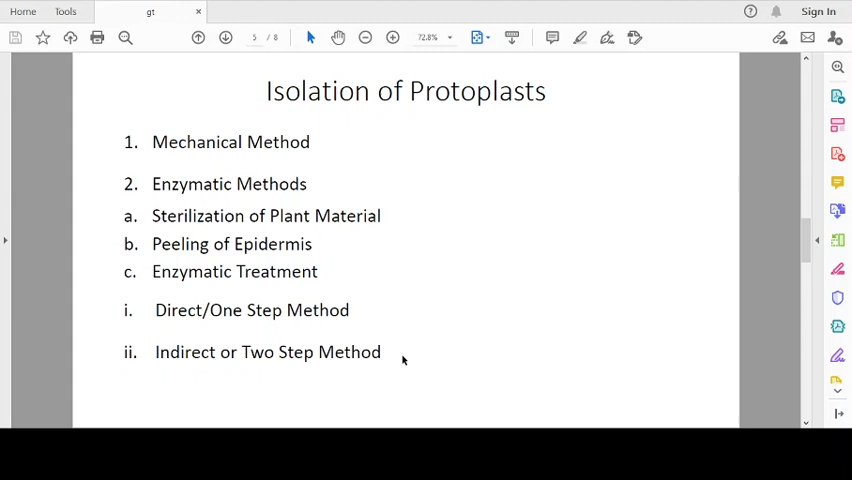 Home
Tools
gt
×
Sign In
5 / 8
72.8%
Isolation of Protoplasts
1. Mechanical Method
2. Enzymatic Methods
a. Sterilization of Plant Material
b. Peeling of Epidermis
c. Enzymatic Treatment
i. Direct/One Step Method
ii. Indirect or Two Step Method